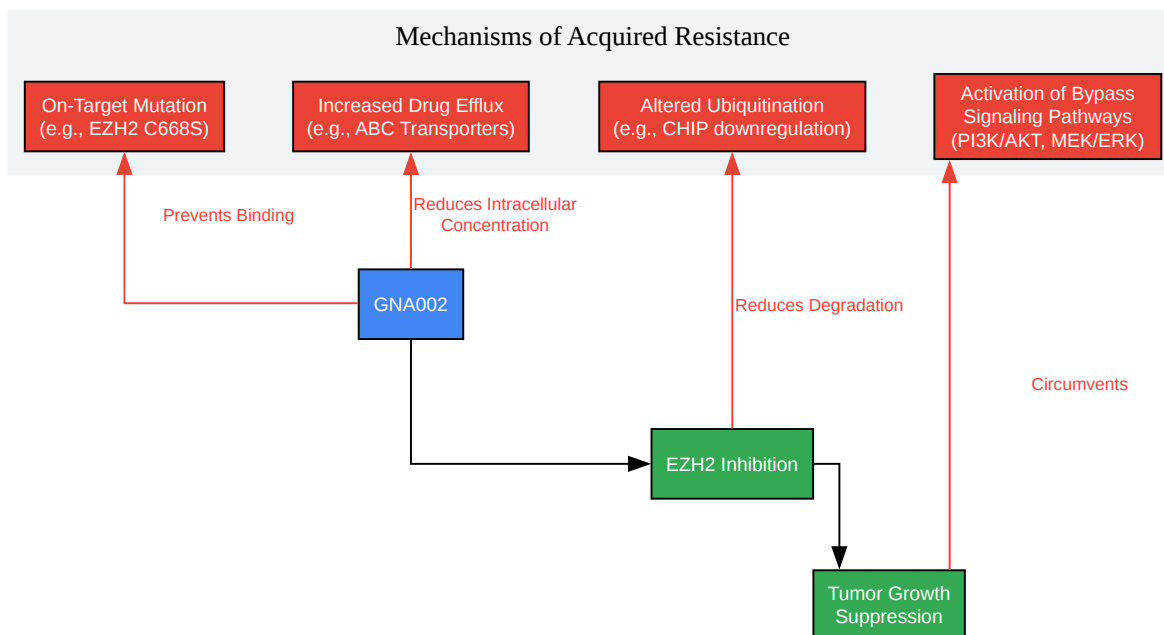 Mechanisms of Acquired Resistance
On-Target Mutation
(e.g., EZH2 C668S)
Increased Drug Efflux
(e.g., ABC Transporters)
Altered Ubiquitination
(e.g., CHIP downregulation)
Activation of Bypass
Signaling Pathways
(PI3K/AKT, MEK/ERK)
Prevents Binding
Reduces Intracellular
Concentration
GNA002
Reduces Degradation
Circumvents
EZH2 Inhibition
Tumor Growth
Suppression